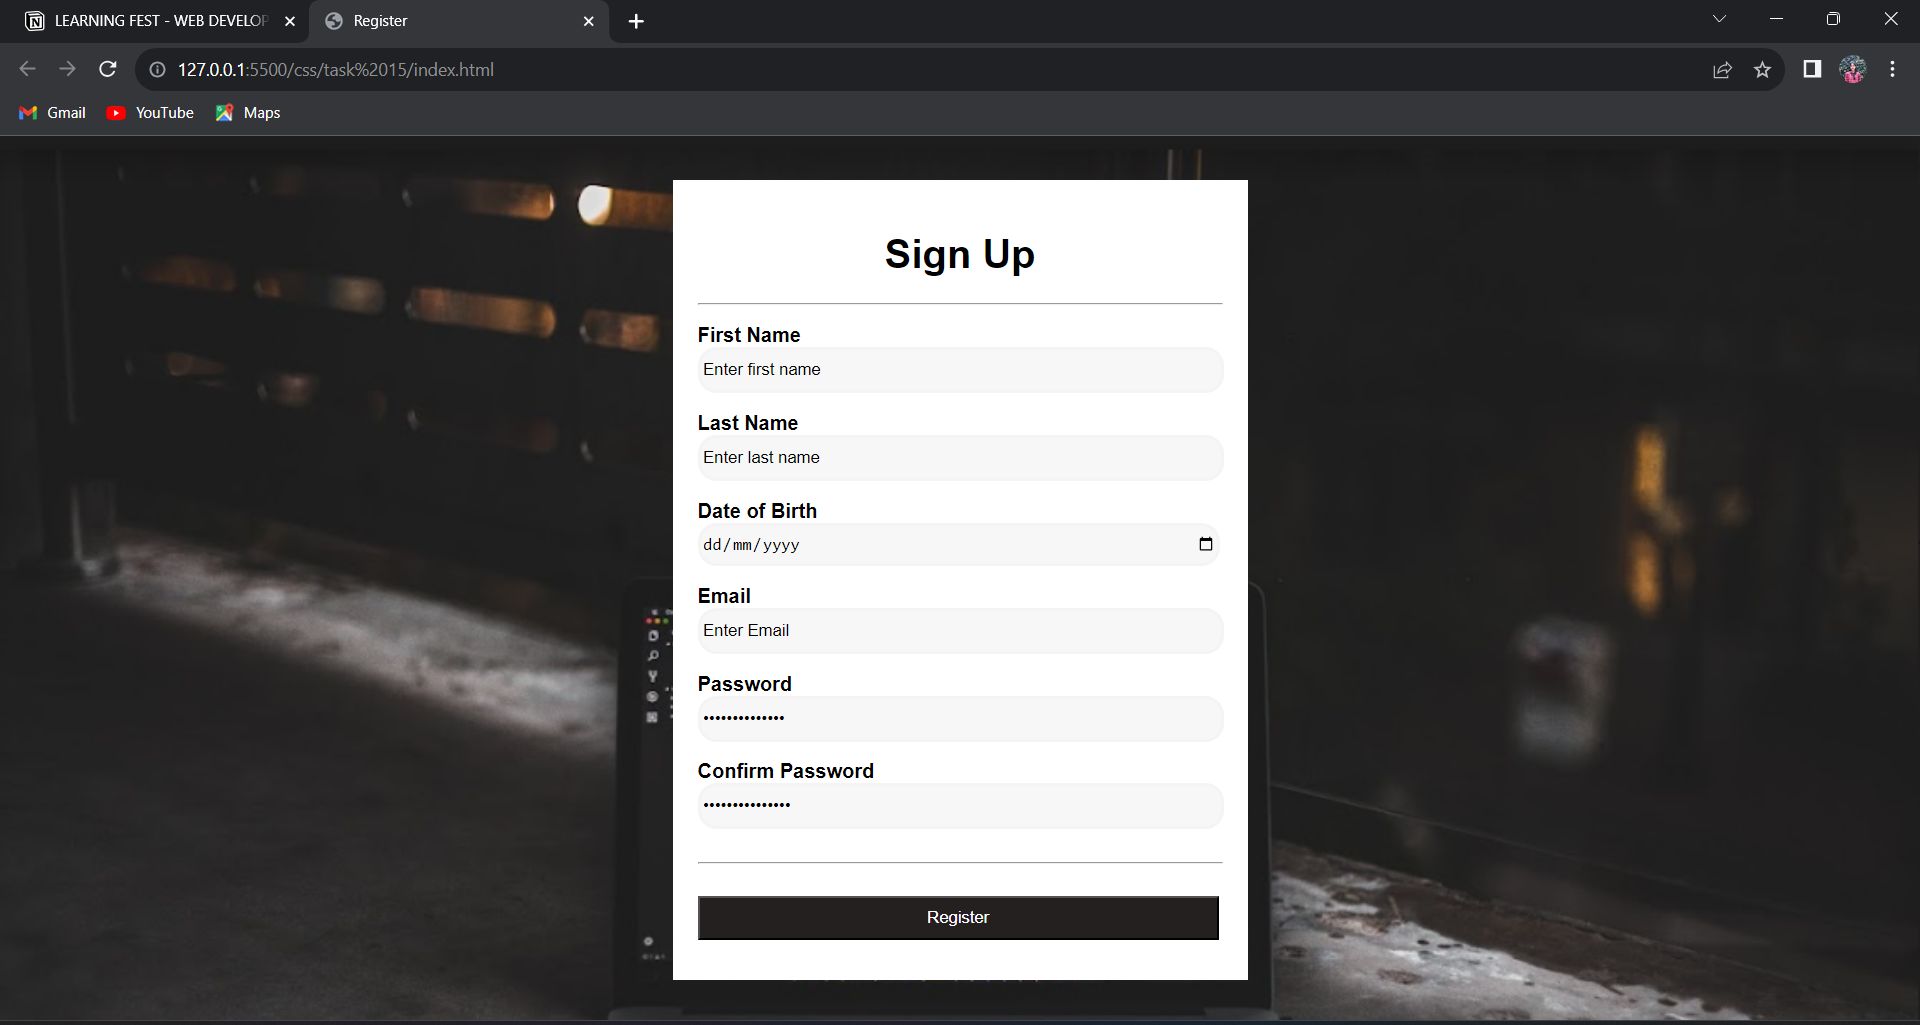 LEARNING FEST - WEB DEVELOP
Register
127.0.0.1:5500/css/task%2015/index.html
Gmail
YouTube
Maps
Sign Up
First Name
Enter first name
Last Name
Enter last name
Date of Birth
dd/mm/yyyy
Email
Enter Email
Password
••••••••••••••
Confirm Password
•••••••••••••••
Register